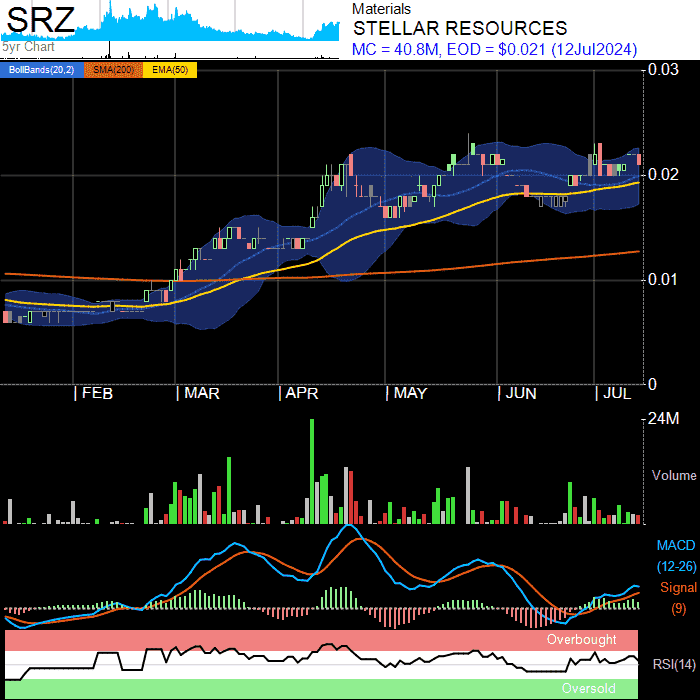 SRZ
5yr Chart
Materials
STELLAR RESOURCES
MC = 40.8M, EOD = $0.021 (12Jul2024)
BollBands(20,2) SMA(200) EMA(50)
0.03
0.02
0.01
0
| FEB | MAR | APR | MAY | JUN | JUL
24M
Volume
MACD
(12-26)
Signal
(9)
Overbought
RSI(14)
Oversold